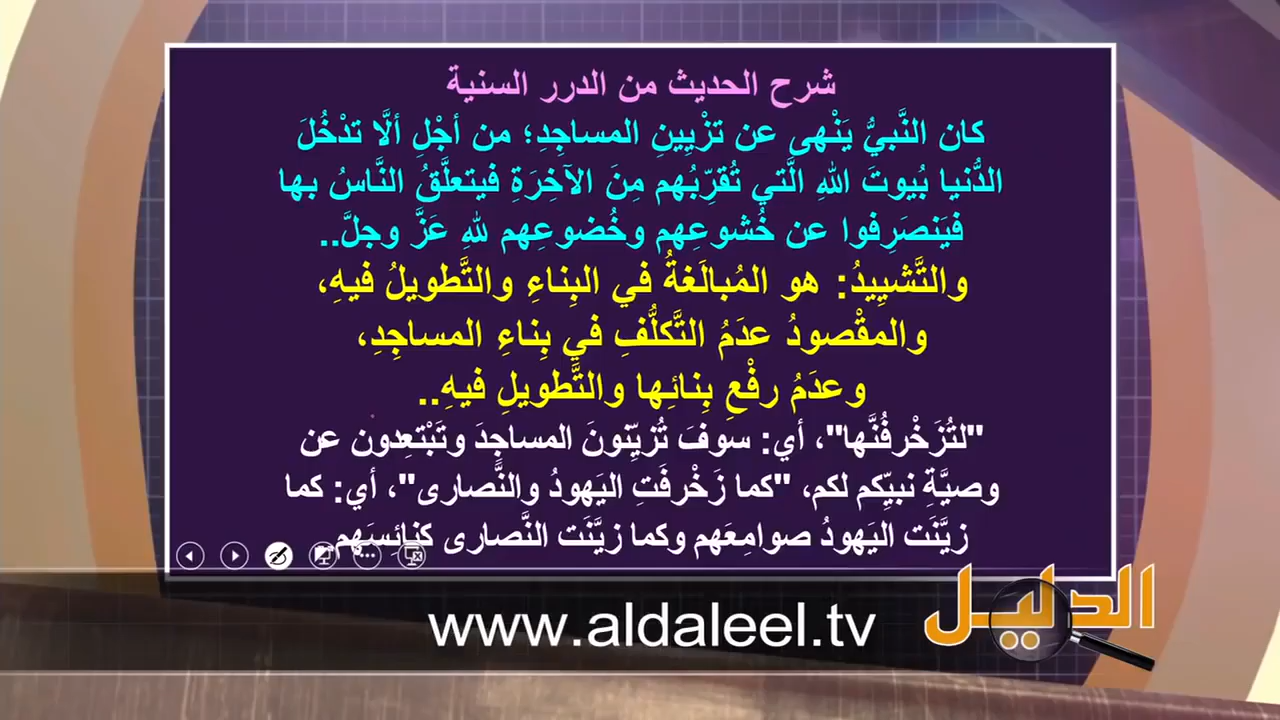 شرح الحديث من الدرر السنية
كان النَّبيُّ يَنْهى عن تزْيِينِ المساجِدِ؛ من أجْلِ ألَّا تدْخُلَ
الدُّنيا بُيوتَ اللهِ الَّتي تُقرِّبُهم مِنَ الآخِرَةِ فيتعلَّقُ النَّاسُ بها
فيَنصَرِفوا عن خُشوعِهم وخُضوعِهم للهِ عَزَّ وجلَّ..
والتَّشيِيدُ: هو المُبالَغةُ في البِناءِ والتَّطويلُ فيهِ،
والمقْصودُ عدَمُ التَّكلُّفِ في بِناءِ المساجِدِ،
وعدَمُ رفْعِ بِنائِها والتَّطويلِ فيهِ..
"لتُزَخْرفُنَّها"، أي: سوفَ تُزيِّنونَ المساجِدَ وتَبْتعِدون عن
وصيَّةِ نبيِّكم لكم، "كما زَخْرفَتِ اليَهودُ والنَّصارى"، أي: كما
زيَّنَت اليَهودُ صوامِعَهم وكما زيَّنَت النَّصارى كنائِسَهم
الدليل
www.aldaleel.tv